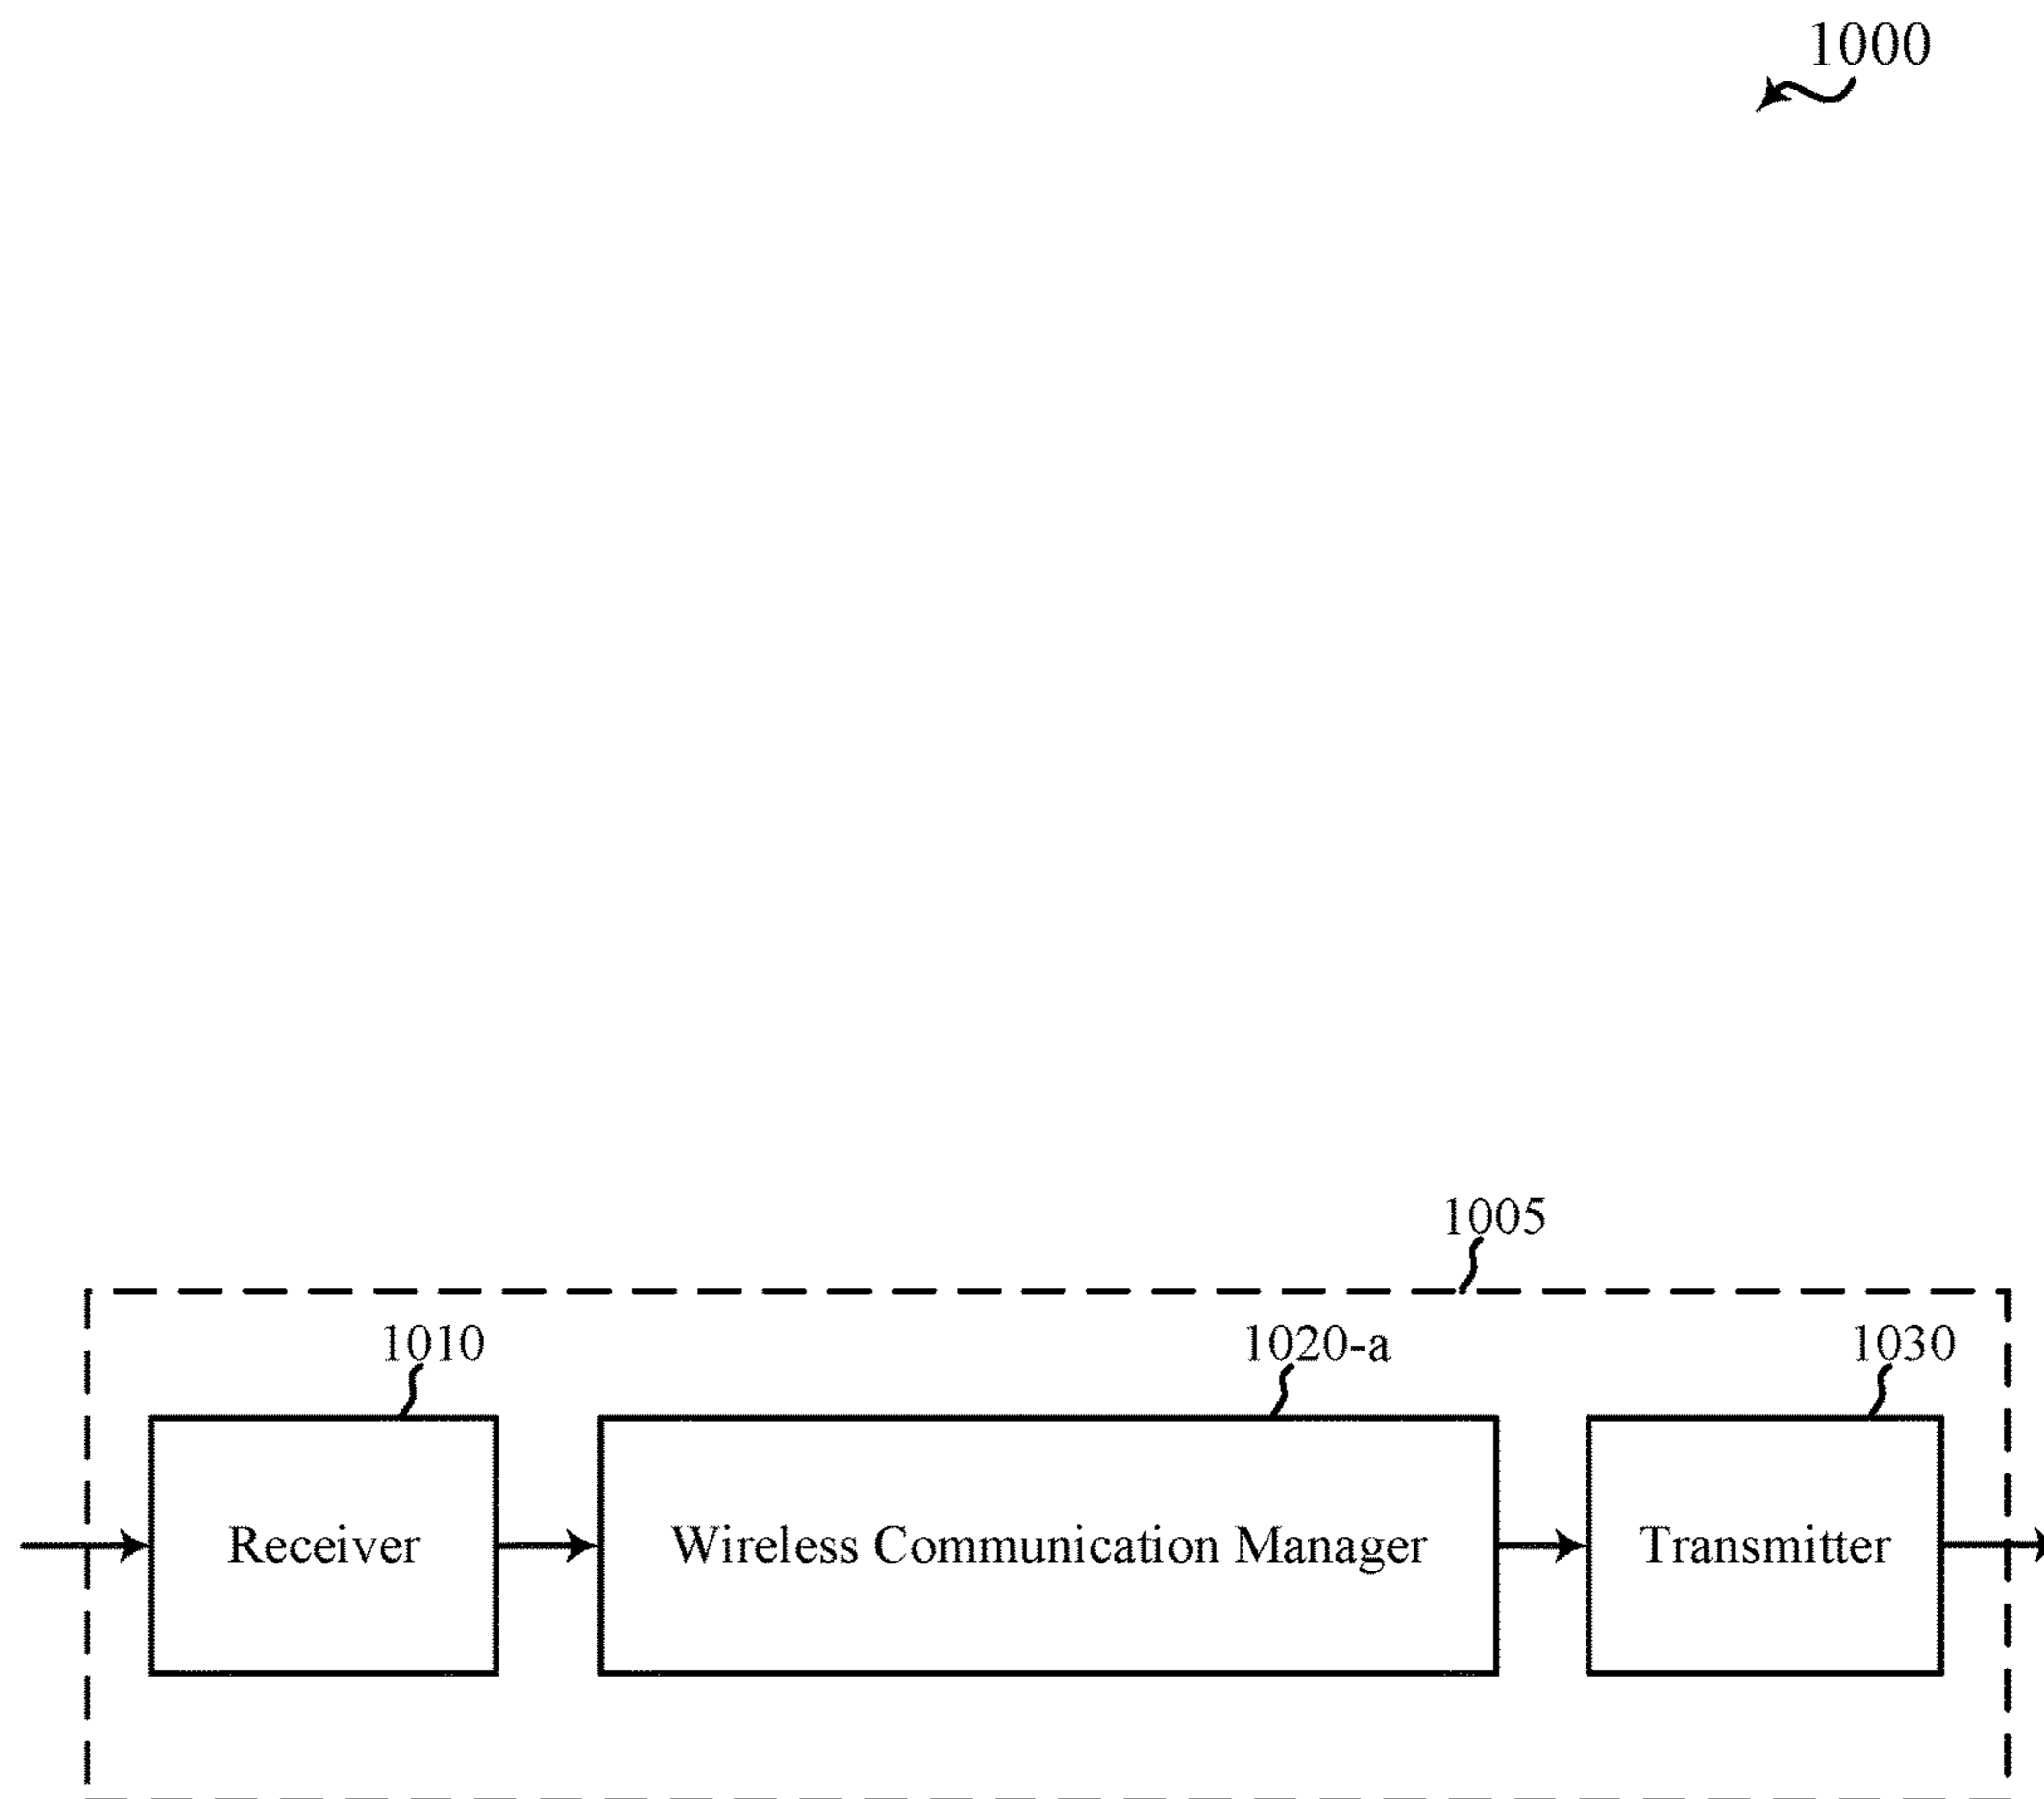 1000
1005
1010
1020-a
1030
Receiver
Wireless Communication Manager
Transmitter